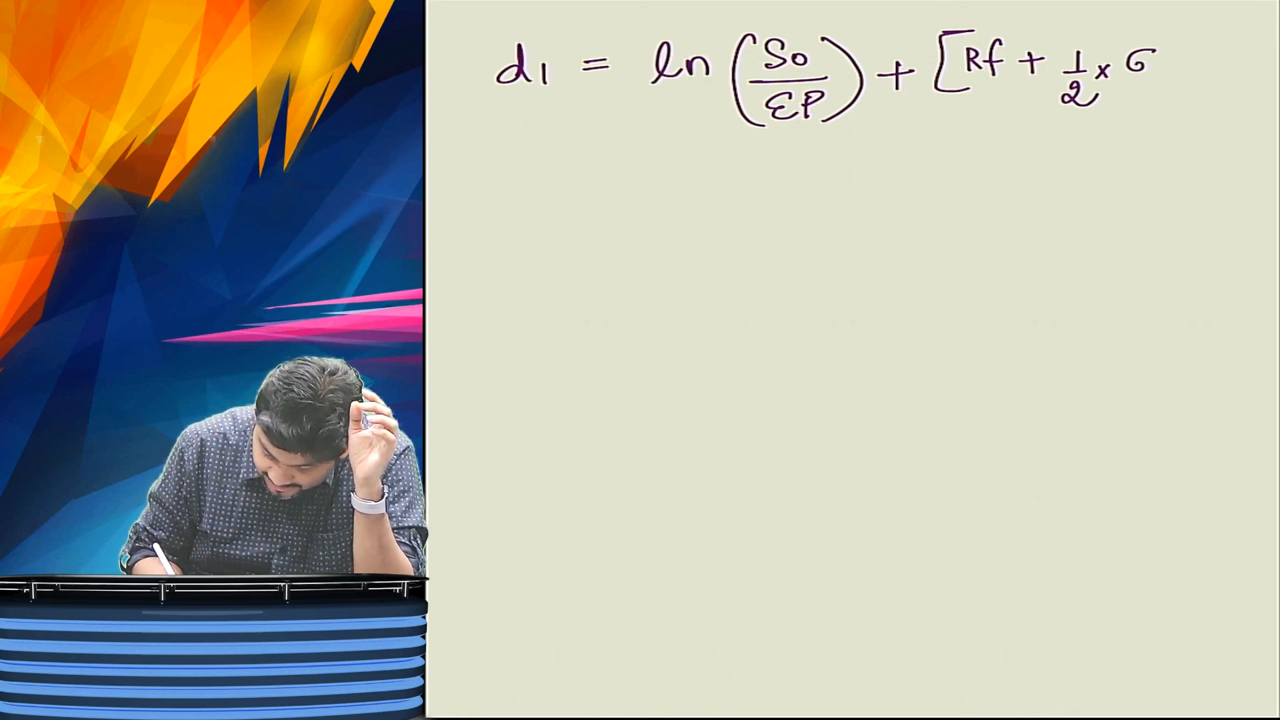 d1 = ln (So/EP) + [Rf + 1/2 × σ